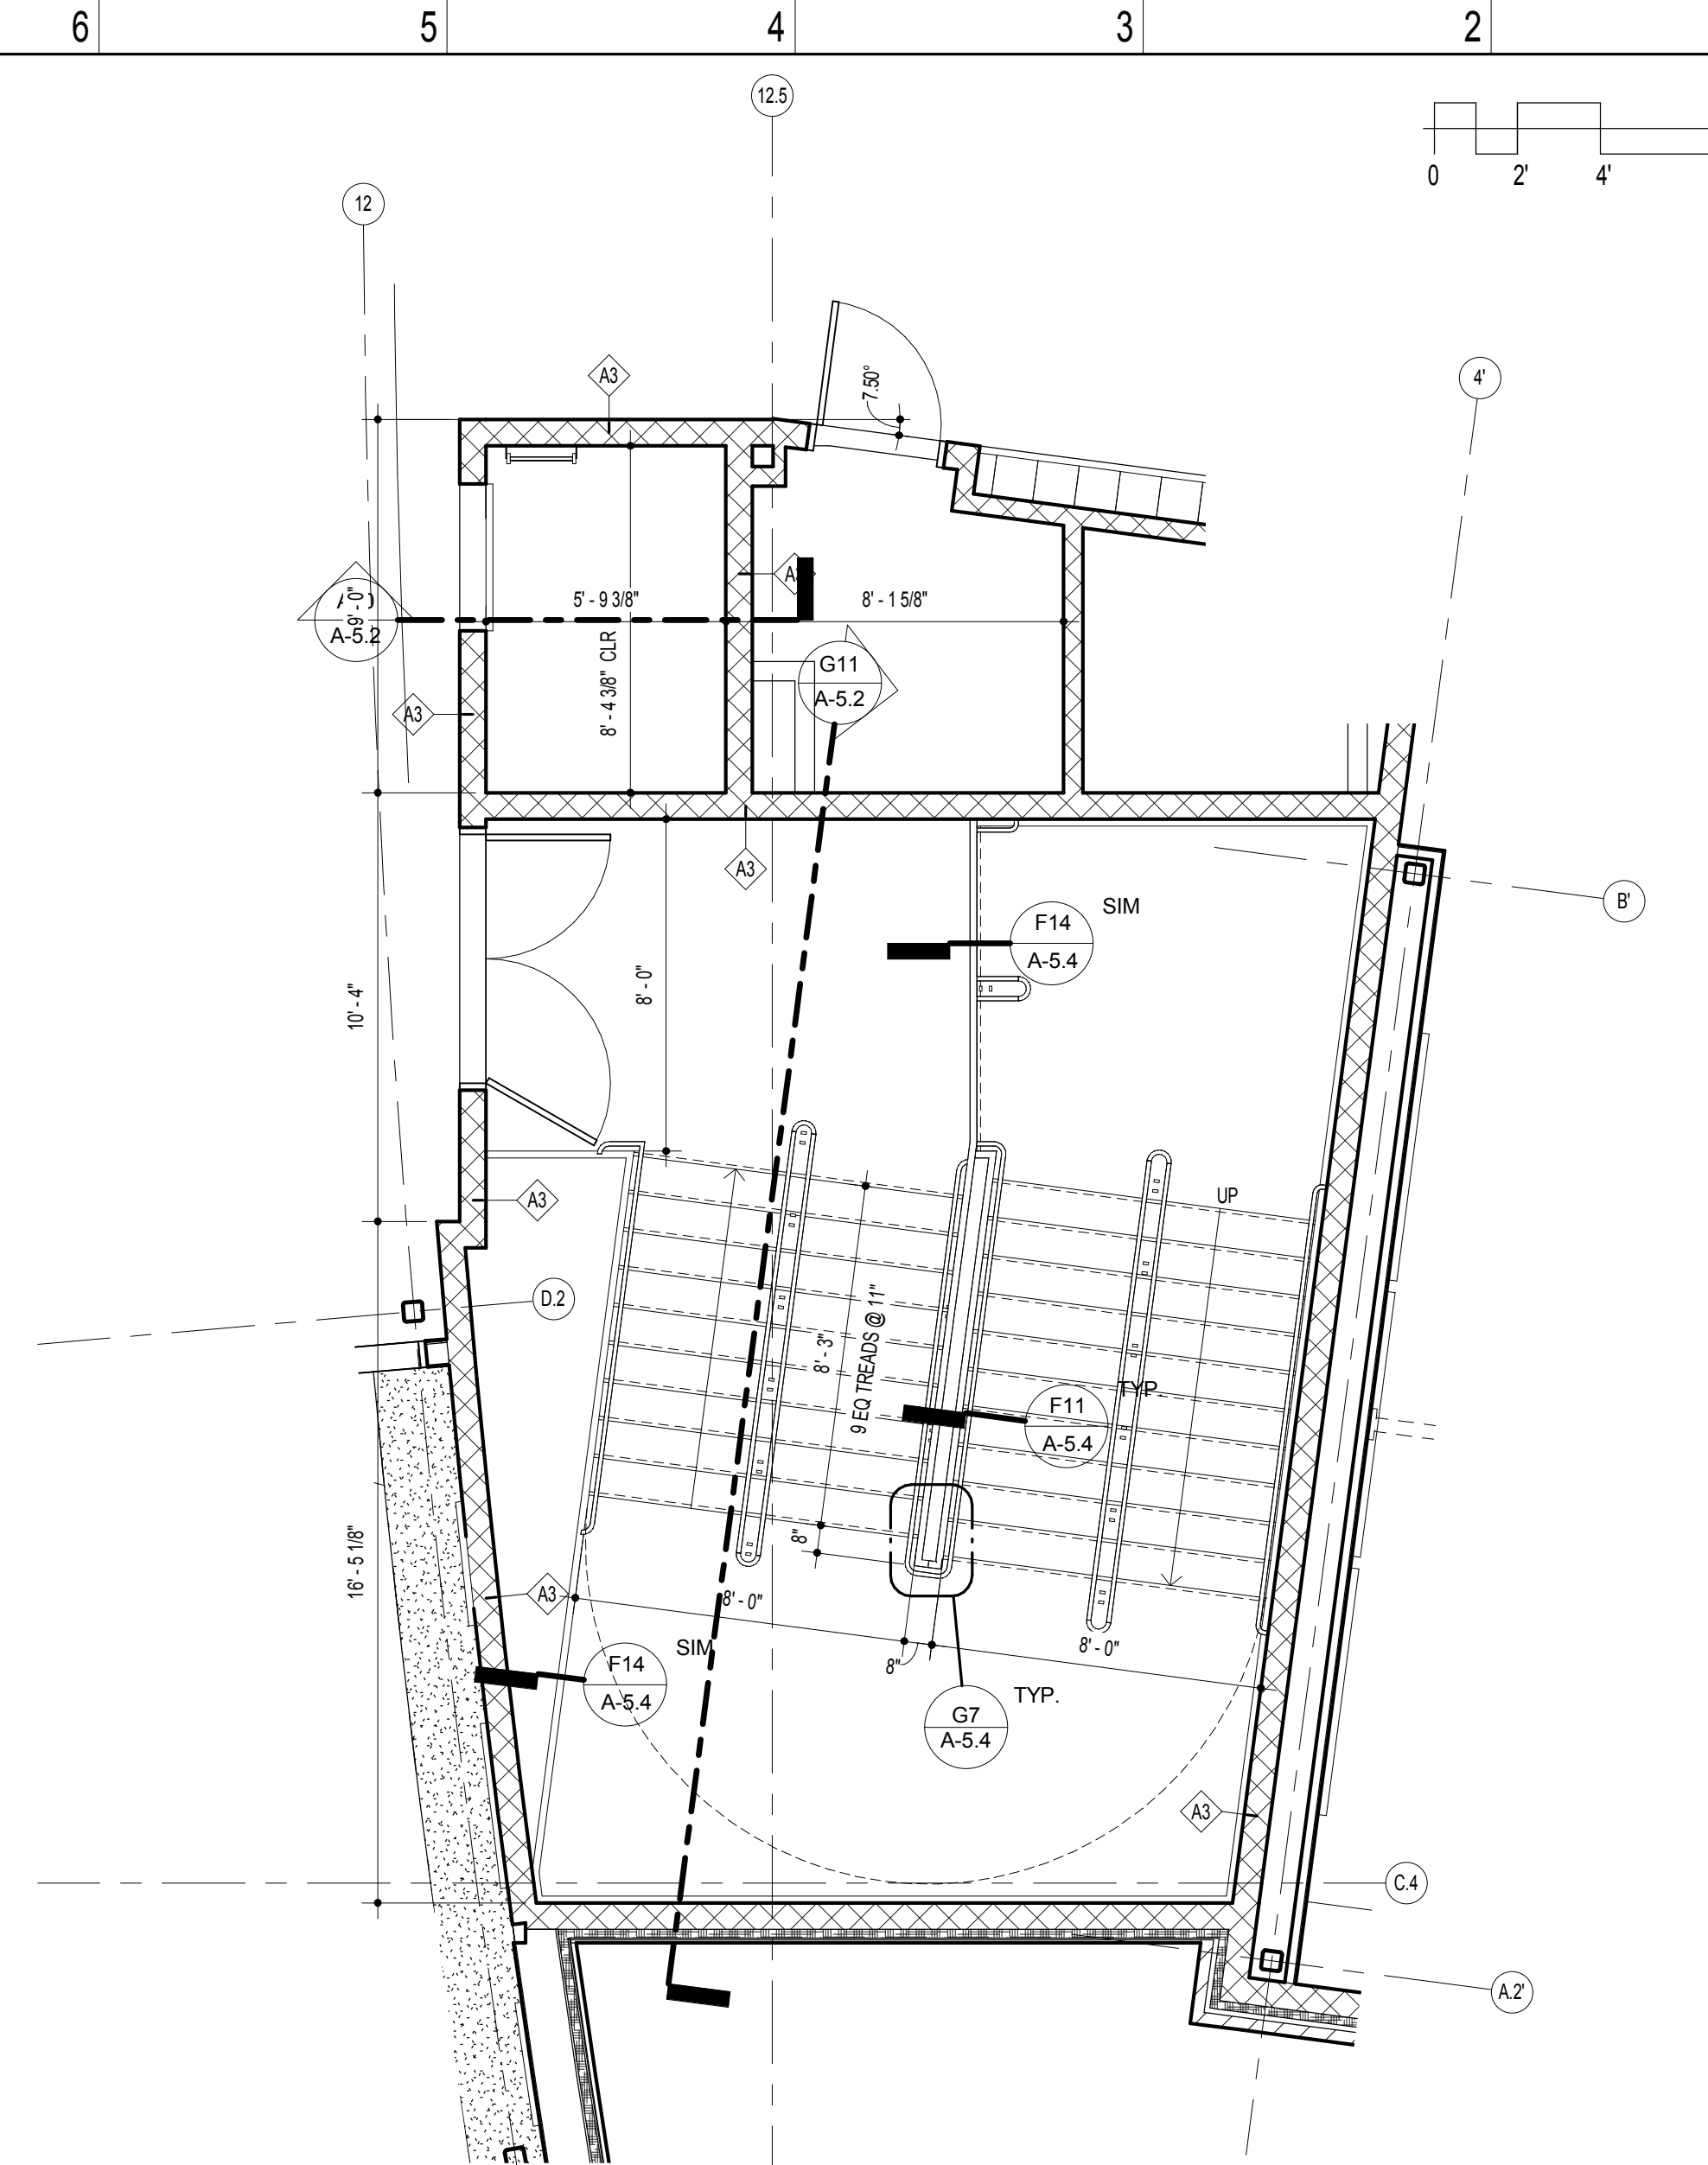 6
5
4
3
2
12.5
0
2'
4'
12
7.50°
4'
A3
A-5.2
9' - 0"
5' - 9 3/8"
8' - 1 5/8"
8' - 4 3/8" CLR
G11
A-5.2
A3
A3
B'
SIM
F14
A-5.4
10' - 4"
8' - 0"
A3
UP
D.2
8' - 3"
9 EQ TREADS @ 11"
TYP.
F11
A-5.4
8"
16' - 5 1/8"
A3
8' - 0"
8' - 0"
8"
SIM
F14
A-5.4
TYP.
G7
A-5.4
A3
C.4
A.2'